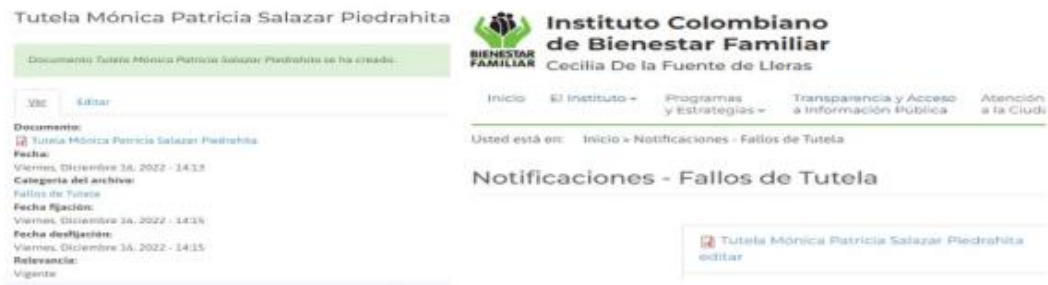 Tutela Mónica Patricia Salazar Piedrahita
Documento Tutela Mónica Patricia Salazar Piedrahita se ha creado.
Ver Editar
Documento:
Tutela Mónica Patricia Salazar Piedrahita
Fecha:
Viernes, Diciembre 16, 2022 - 14:13
Categoría del archivo:
Fallos de Tutela
Fecha fijación:
Viernes, Diciembre 16, 2022 - 14:15
Fecha desfijación:
Viernes, Diciembre 16, 2022 - 14:15
Relevancia:
Vigente
BIENESTAR
FAMILIAR
Instituto Colombiano
de Bienestar Familiar
Cecilia De la Fuente de Lleras
Inicio El Instituto Programas y Estrategias Transparencia y Acceso a Información Pública Atención a la Ciuda
Usted está en: Inicio » Notificaciones - Fallos de Tutela
Notificaciones - Fallos de Tutela
Tutela Mónica Patricia Salazar Piedrahita
editar